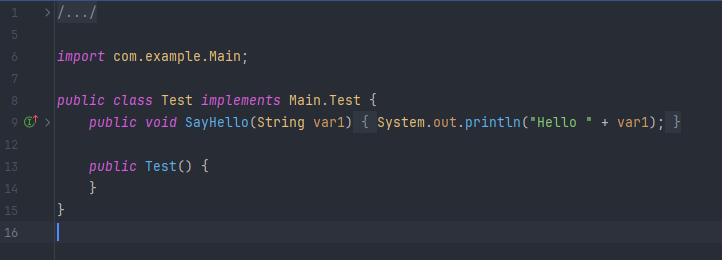 1 /.../
5
6 import com.example.Main;
7
8 public class Test implements Main.Test {
9 public void SayHello(String var1) { System.out.println("Hello " + var1); }
12
13 public Test() {
14 }
15 }
16